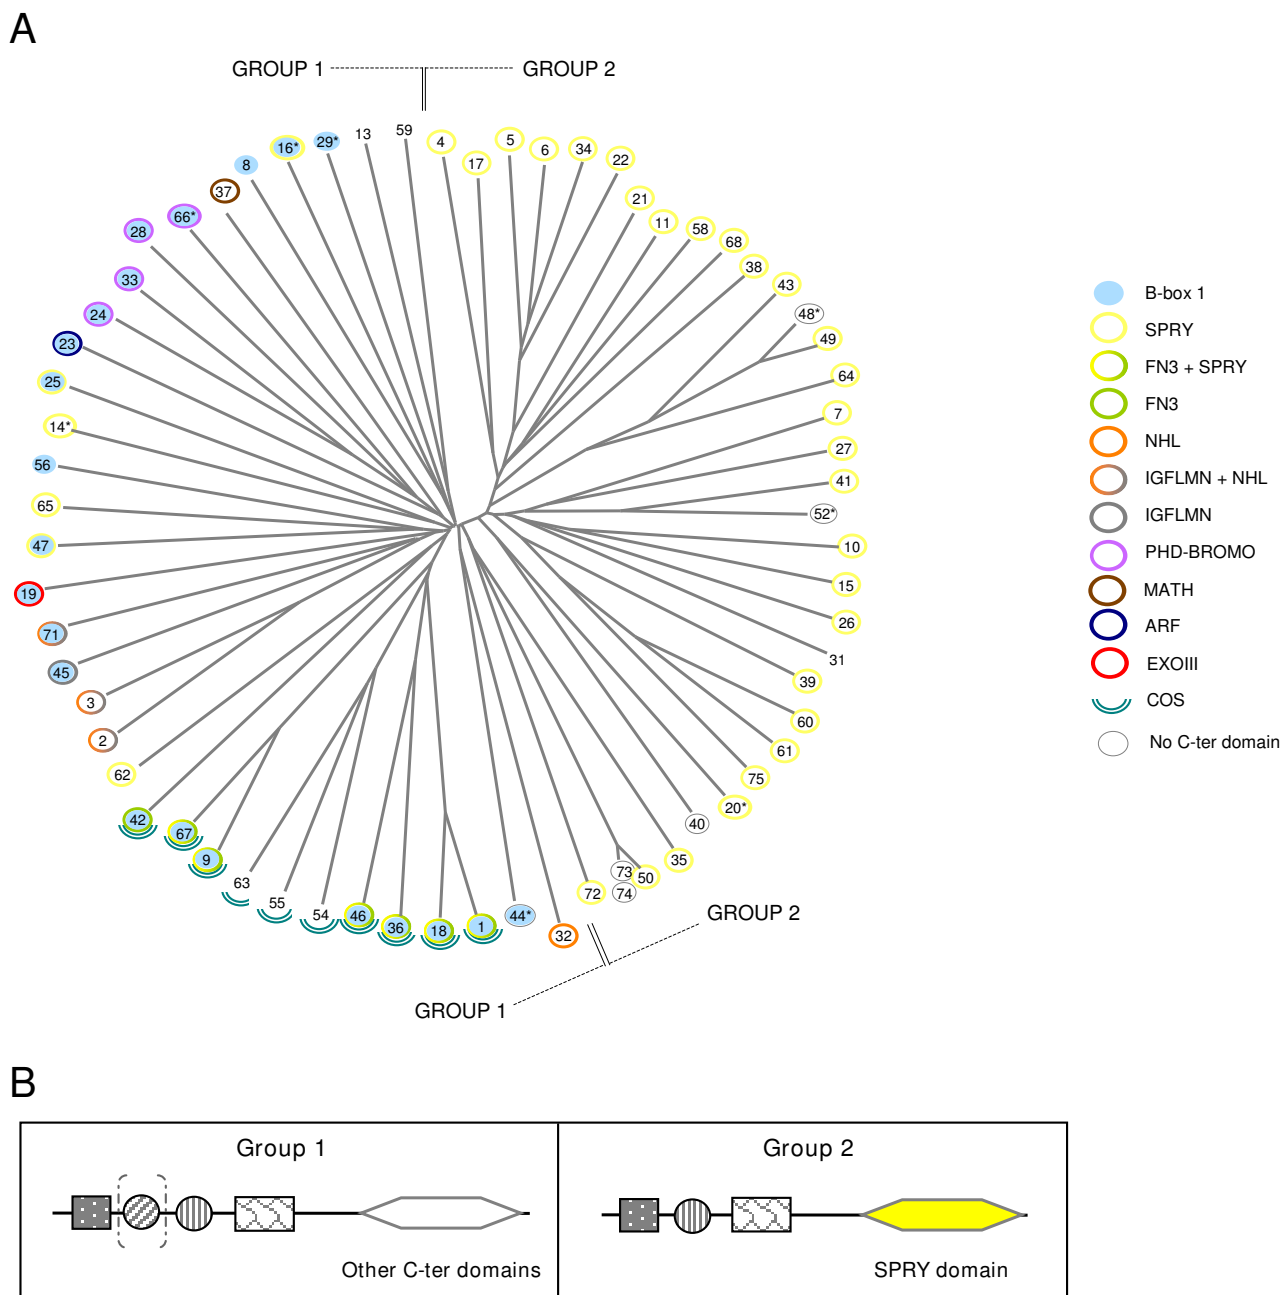 A
GROUP 1
GROUP 2
59
13
29*
16*
8
37
66*
28
33
24
23
25
14*
56
65
47
19
71
45
3
2
62
42
67
9
63
55
54
46
36
18
1
44*
32
4
17
5
6
34
22
21
11
58
68
38
43
48*
49
64
7
27
41
52*
10
15
26
31
39
60
61
75
20*
40
35
50
73
74
72
GROUP 2
GROUP 1
B-box 1
SPRY
FN3 + SPRY
FN3
NHL
IGFLMN + NHL
IGFLMN
PHD-BROMO
MATH
ARF
EXOIII
COS
No C-ter domain
B
Group 1
Other C-ter domains
Group 2
SPRY domain